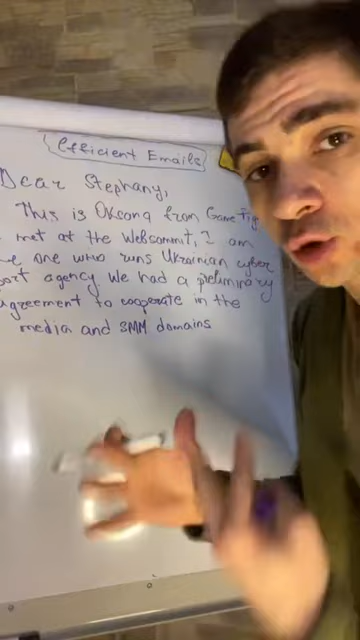 Efficient Emails
Dear Stephany,
This is Oksana from Game
met at the Websummit, I am
one who runs Ukrainian cyber
agency. We had a preliminary
agreement to cooperate in the
media and SMM domains